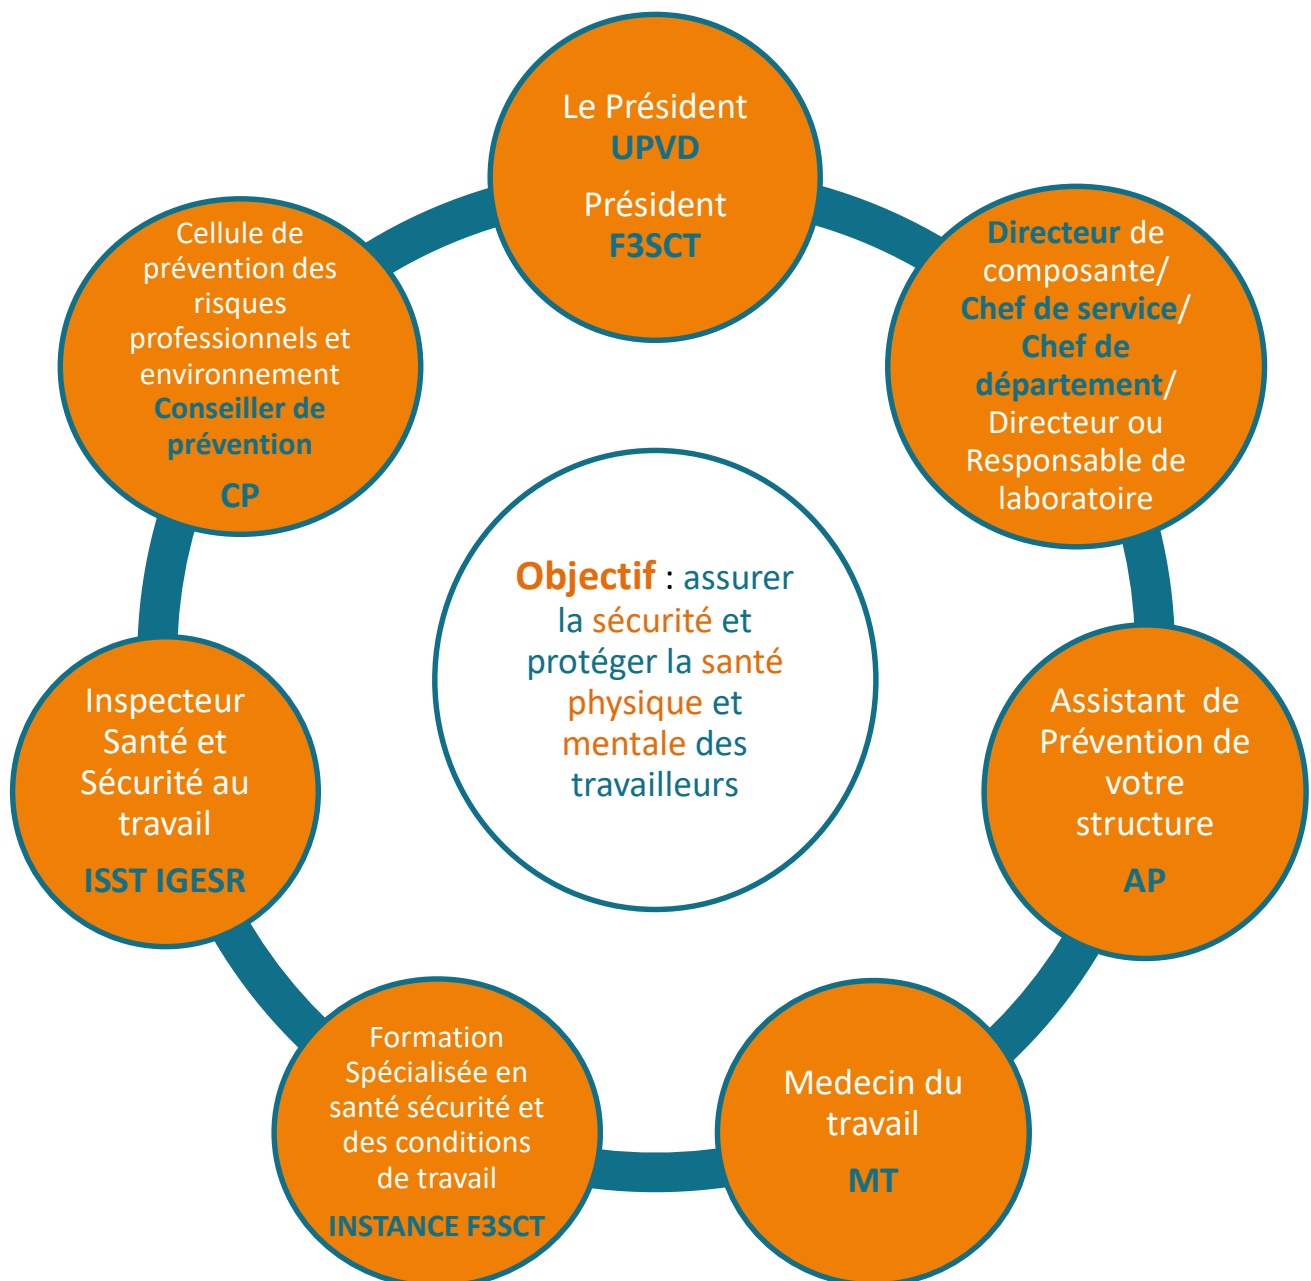 Le Président
UPVD
Président
F3SCT
Directeur de
composante/
Chef de service/
Chef de
département/
Directeur ou
Responsable de
laboratoire
Assistant de
Prévention de
votre
structure
AP
Medecin du
travail
MT
Formation
Spécialisée en
santé sécurité et
des conditions
de travail
INSTANCE F3SCT
Inspecteur
Santé et
Sécurité au
travail
ISST IGESR
Cellule de
prévention des
risques
professionnels et
environnement
Conseiller de
prévention
CP
Objectif : assurer
la sécurité et
protéger la santé
physique et
mentale des
travailleurs